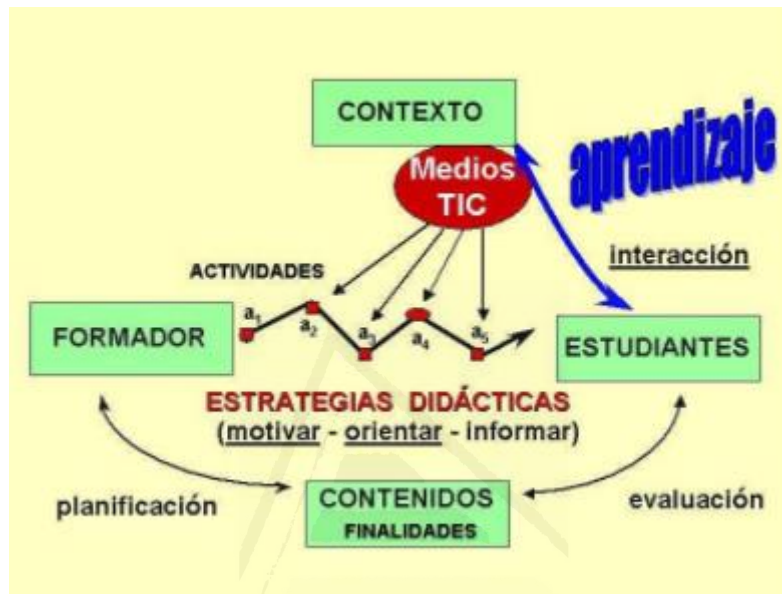 CONTEXTO
Medios
TIC
aprendizaje
interacción
ACTIVIDADES
a1
a2
a3
a4
a5
FORMADOR
ESTUDIANTES
ESTRATEGIAS DIDÁCTICAS
(motivar - orientar - informar)
planificación
CONTENIDOS
FINALIDADES
evaluación